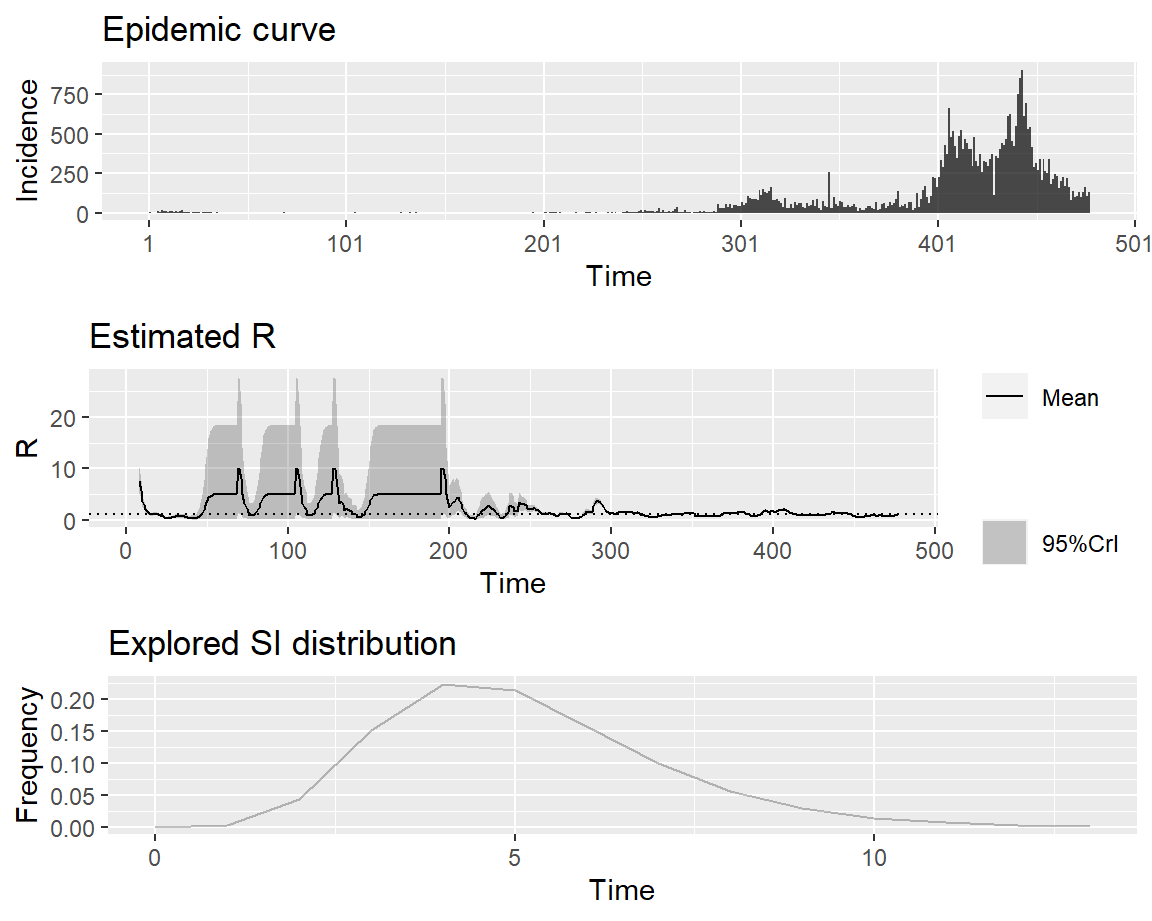 Epidemic curve
Incidence
750
500
250
0
1 101 201 301 401 501
Time
Estimated R
R
20
10
0
0 100 200 300 400 500
Time
Mean
95%CrI
Explored SI distribution
Frequency
0.20
0.15
0.10
0.05
0.00
0 5 10
Time